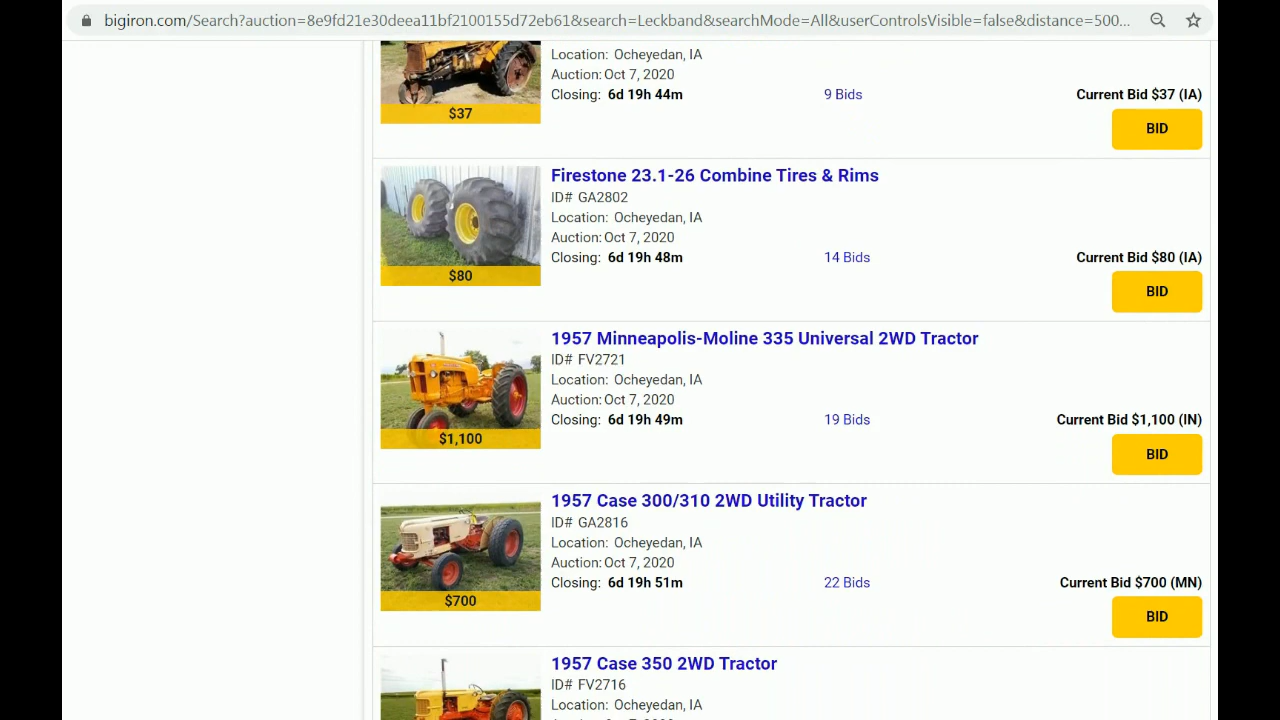 bigiron.com/Search?auction=8e9fd21e30deea11bf2100155d72eb61&search=Leckband&searchMode=All&userControlsVisible=false&distance=500...
Location: Ocheyedan, IA
Auction: Oct 7, 2020
Closing: 6d 19h 44m 9 Bids Current Bid $37 (IA)
$37
BID
Firestone 23.1-26 Combine Tires & Rims
ID# GA2802
Location: Ocheyedan, IA
Auction: Oct 7, 2020
Closing: 6d 19h 48m 14 Bids Current Bid $80 (IA)
$80
BID
1957 Minneapolis-Moline 335 Universal 2WD Tractor
ID# FV2721
Location: Ocheyedan, IA
Auction: Oct 7, 2020
Closing: 6d 19h 49m 19 Bids Current Bid $1,100 (IN)
$1,100
BID
1957 Case 300/310 2WD Utility Tractor
ID# GA2816
Location: Ocheyedan, IA
Auction: Oct 7, 2020
Closing: 6d 19h 51m 22 Bids Current Bid $700 (MN)
$700
BID
1957 Case 350 2WD Tractor
ID# FV2716
Location: Ocheyedan, IA